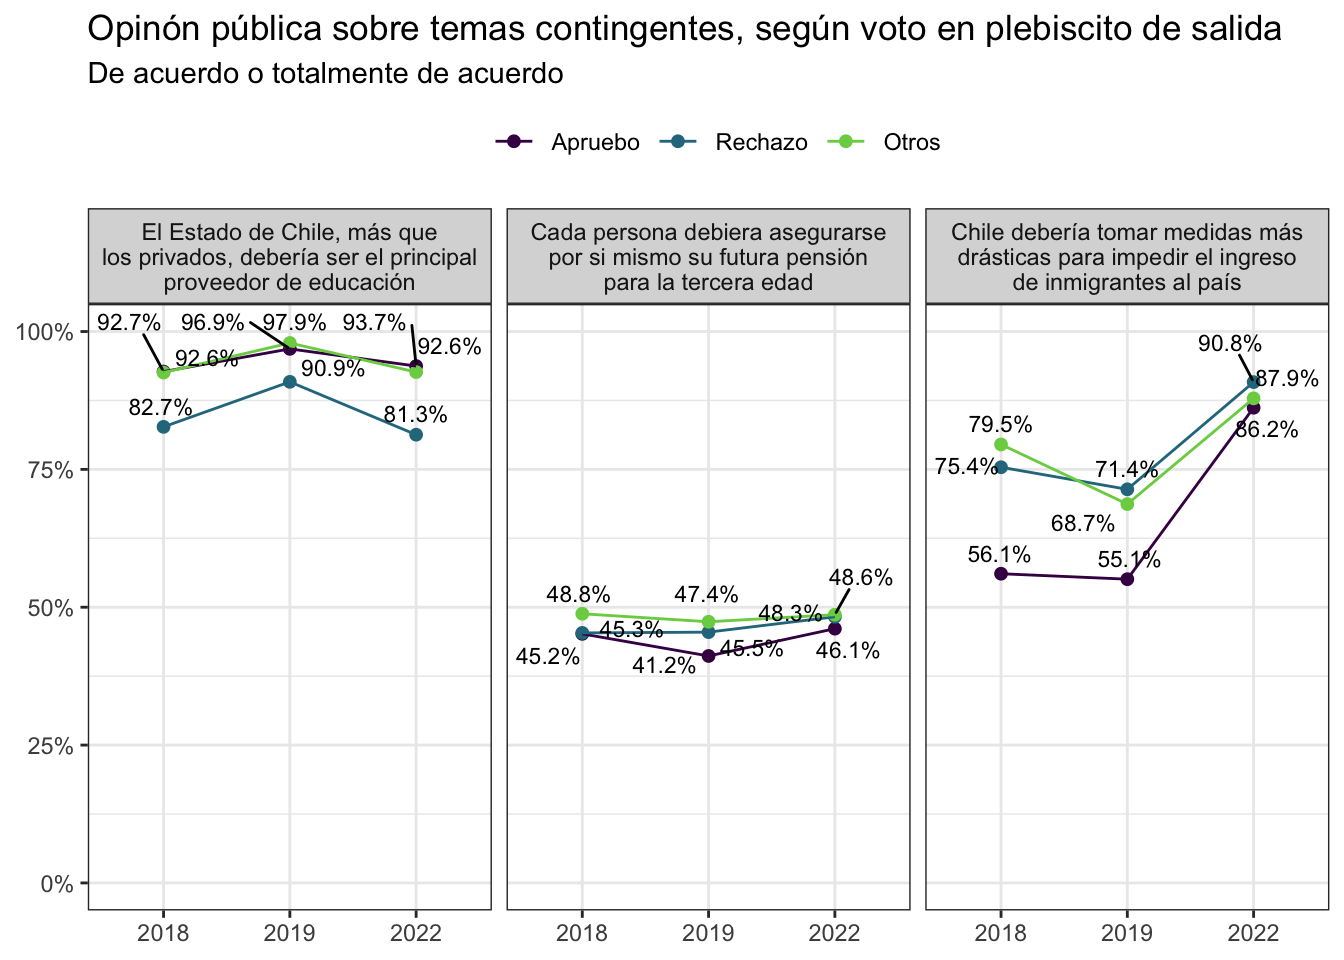 Opinón pública sobre temas contingentes, según voto en plebiscito de salida
De acuerdo o totalmente de acuerdo
Apruebo Rechazo Otros
El Estado de Chile, más que
los privados, debería ser el principal
proveedor de educación
Cada persona debiera asegurarse
por si mismo su futura pensión
para la tercera edad
Chile debería tomar medidas más
drásticas para impedir el ingreso
de inmigrantes al país
100%
75%
50%
25%
0%
92.7% 96.9% 97.9% 93.7%
92.6% 90.9% 92.6%
82.7% 81.3%
2018 2019 2022
48.8% 47.4% 48.6%
45.3% 48.3%
45.2% 41.2% 45.5% 46.1%
2018 2019 2022
90.8%
87.9%
79.5% 86.2%
75.4% 71.4%
68.7%
56.1% 55.1%
2018 2019 2022